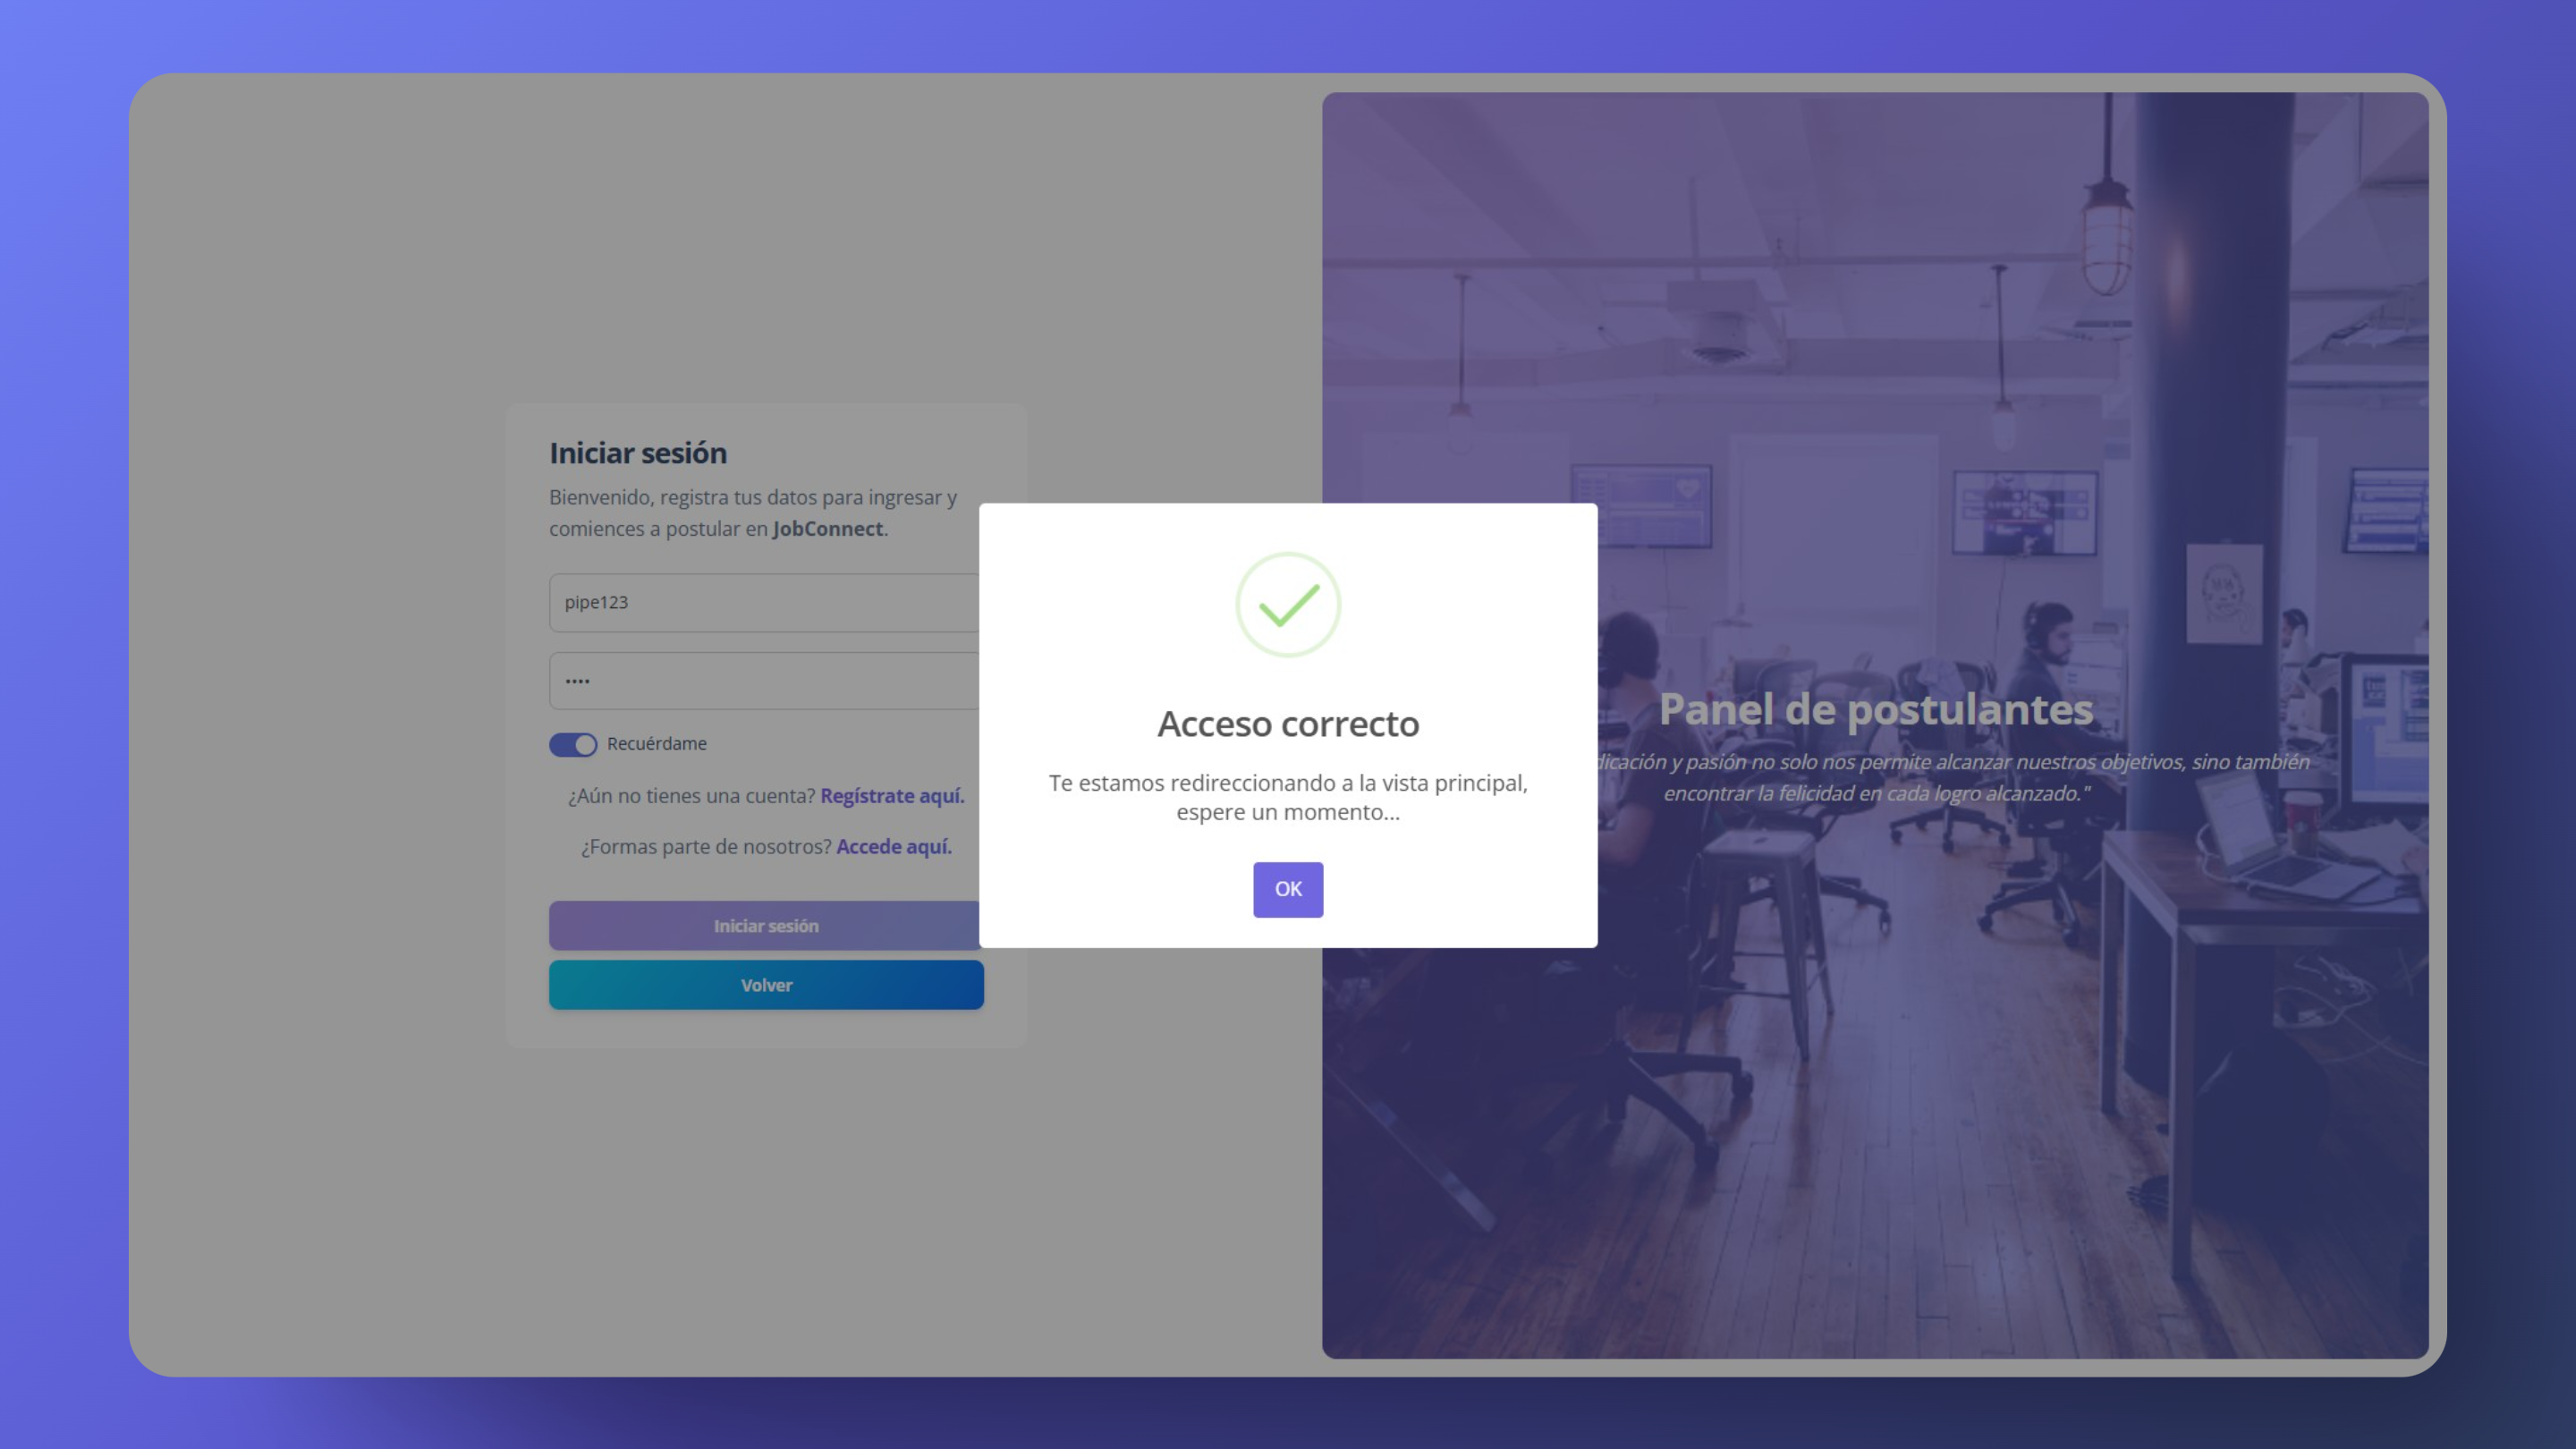 Iniciar sesión
Bienvenido, registra tus datos para ingresar y
comiences a postular en JobConnect.
pipe123
••••
Recuérdame
¿Aún no tienes una cuenta? Regístrate aquí.
¿Formas parte de nosotros? Accede aquí.
Iniciar sesión
Volver
Acceso correcto
Te estamos redireccionando a la vista principal,
espere un momento...
OK
Panel de postulantes
y pasión no solo nos permite alcanzar nuestros objetivos, sino también
encontrar la felicidad en cada logro alcanzado."